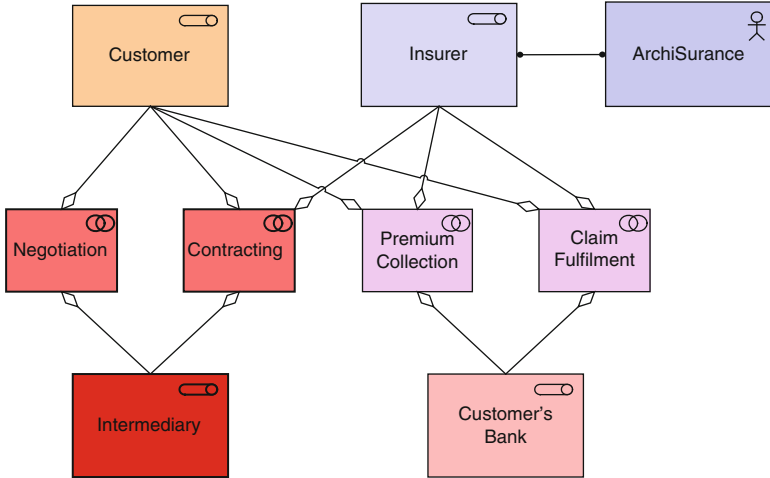 Customer
Insurer
ArchiSurance
Negotiation
Contracting
Premium
Collection
Claim
Fulfilment
Intermediary
Customer's
Bank